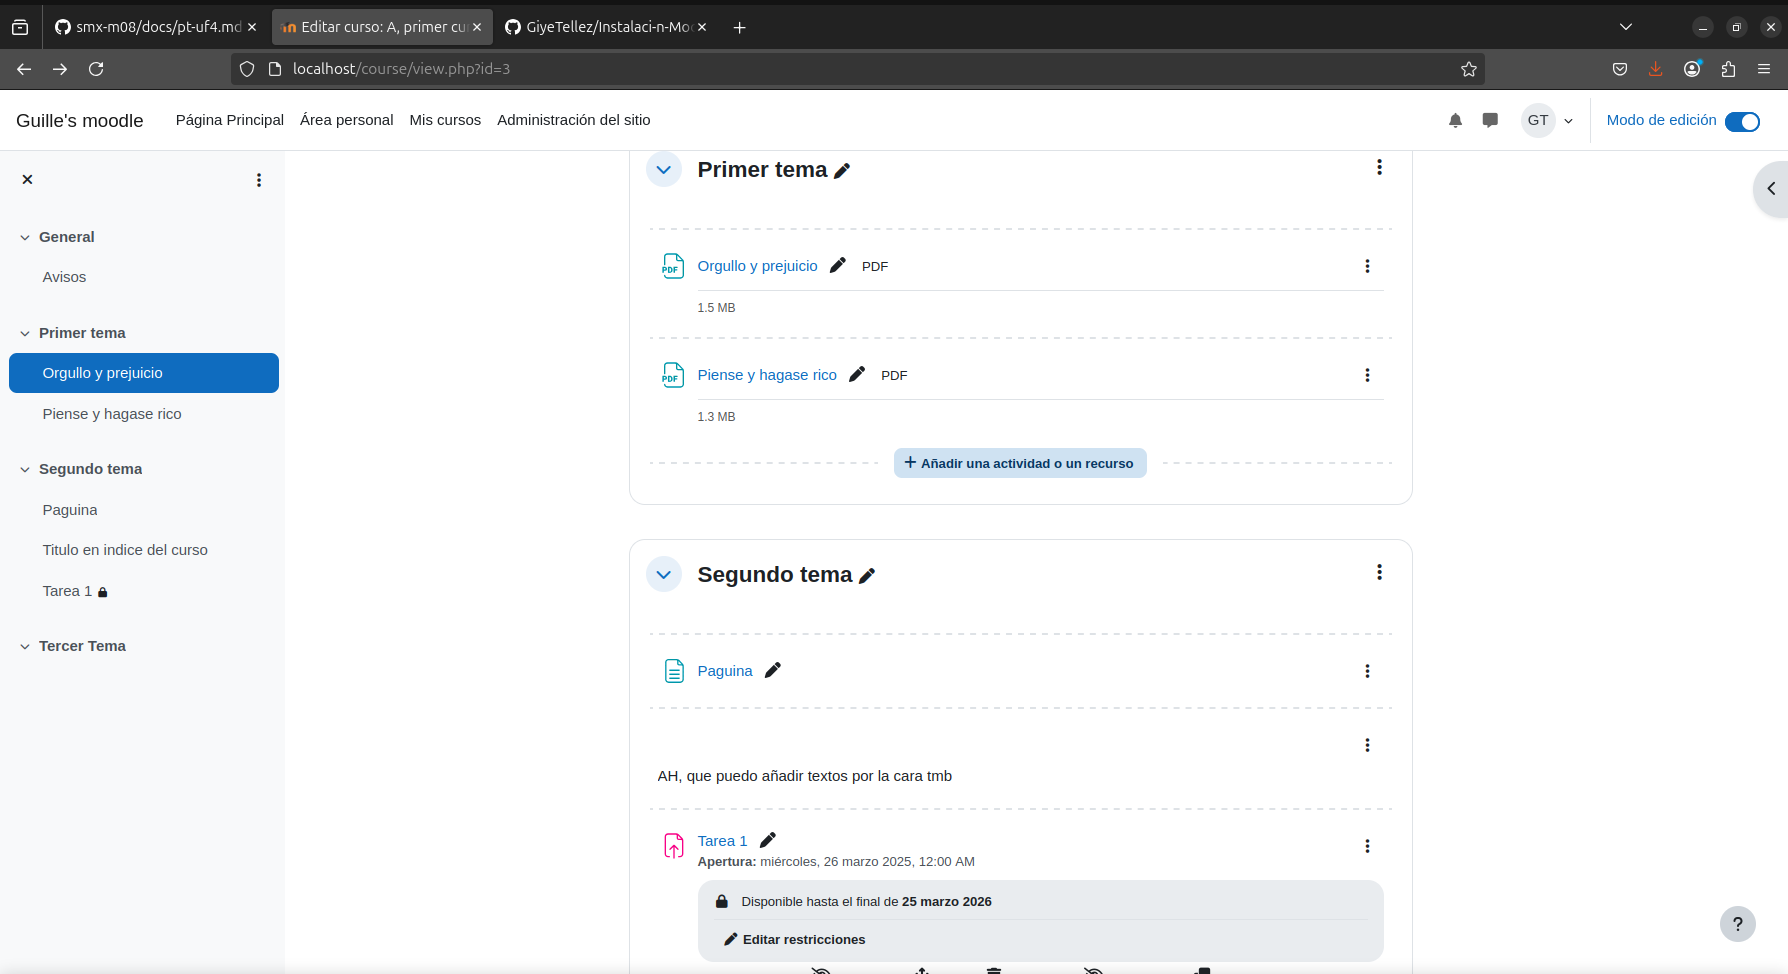 smx-m08/docs/pt-uf4.md
Editar curso: A, primer cu
GiyeTellez/Instalaci-n-Mo
localhost/course/view.php?id=3
Guille's moodle
Página Principal
Área personal
Mis cursos
Administración del sitio
GT
Modo de edición
General
Avisos
Primer tema
Orgullo y prejuicio
Piense y hagase rico
Segundo tema
Paguina
Titulo en indice del curso
Tarea 1
Tercer Tema
Primer tema
PDF
Orgullo y prejuicio
PDF
1.5 MB
PDF
Piense y hagase rico
PDF
1.3 MB
+ Añadir una actividad o un recurso
Segundo tema
Paguina
AH, que puedo añadir textos por la cara tmb
Tarea 1
Apertura: miércoles, 26 marzo 2025, 12:00 AM
Disponible hasta el final de 25 marzo 2026
Editar restricciones
?